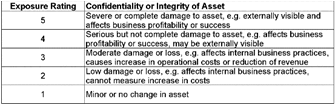 Exposure Rating
Confidentiality or Integrity of Asset
5
Severe or complete damage to asset, e.g. externally visible and
affects business profitability or success
4
Serious but not complete damage to asset, e.g. affects business
profitability or success, may be externally visible
3
Moderate damage or loss, e.g. affects internal business practices,
causes increase in operational costs or reduction of revenue
2
Low damage or loss, e.g. affects internal business practices,
cannot measure increase in costs
1
Minor or no change in asset